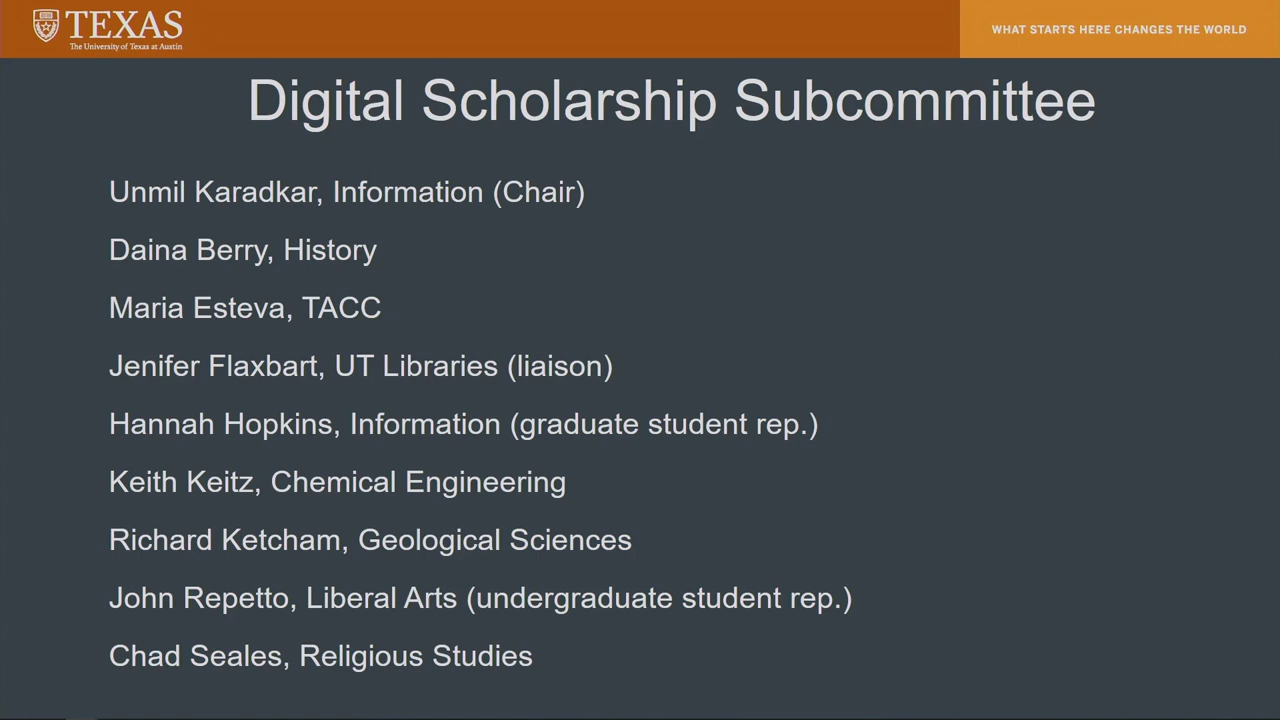 TEXAS
The University of Texas at Austin
WHAT STARTS HERE CHANGES THE WORLD
Digital Scholarship Subcommittee
Unmil Karadkar, Information (Chair)
Daina Berry, History
Maria Esteva, TACC
Jenifer Flaxbart, UT Libraries (liaison)
Hannah Hopkins, Information (graduate student rep.)
Keith Keitz, Chemical Engineering
Richard Ketcham, Geological Sciences
John Repetto, Liberal Arts (undergraduate student rep.)
Chad Seales, Religious Studies